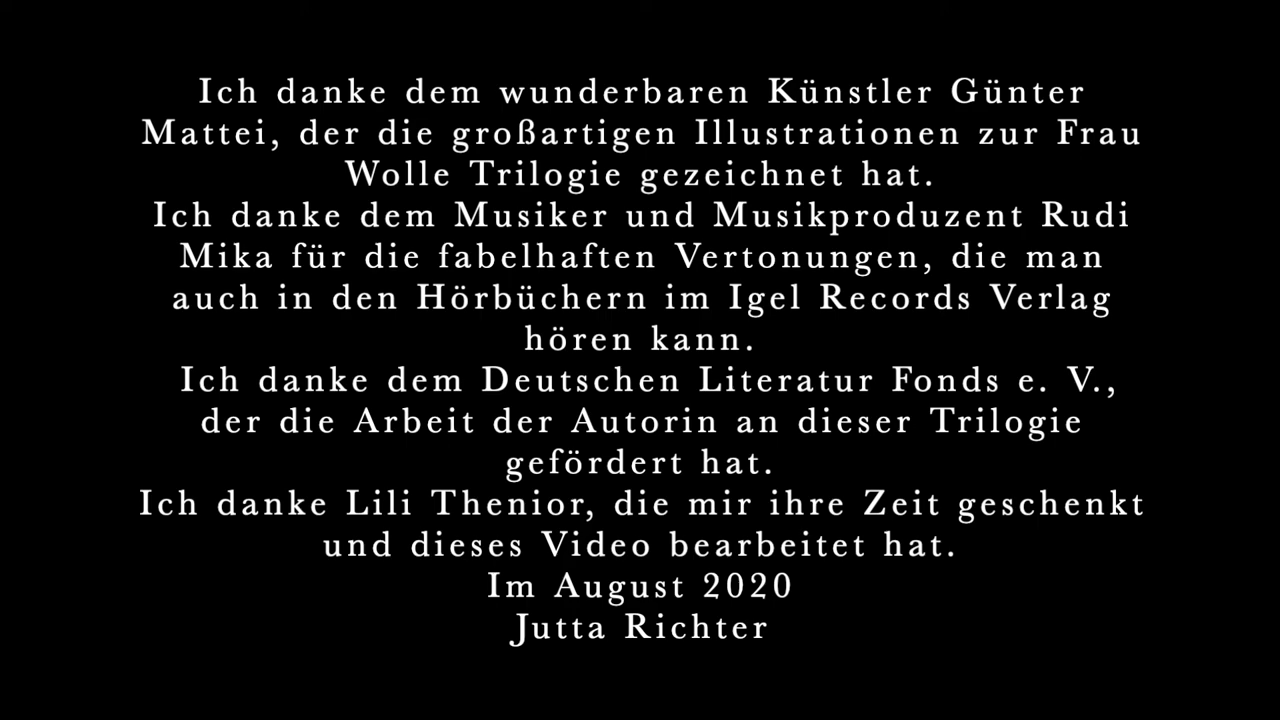 Ich danke dem wunderbaren Künstler Günter
Mattei, der die großartigen Illustrationen zur Frau
Wolle Trilogie gezeichnet hat.
Ich danke dem Musiker und Musikproduzent Rudi
Mika für die fabelhaften Vertonungen, die man
auch in den Hörbüchern im Igel Records Verlag
hören kann.
Ich danke dem Deutschen Literatur Fonds e. V.,
der die Arbeit der Autorin an dieser Trilogie
gefördert hat.
Ich danke Lili Thenior, die mir ihre Zeit geschenkt
und dieses Video bearbeitet hat.
Im August 2020
Jutta Richter